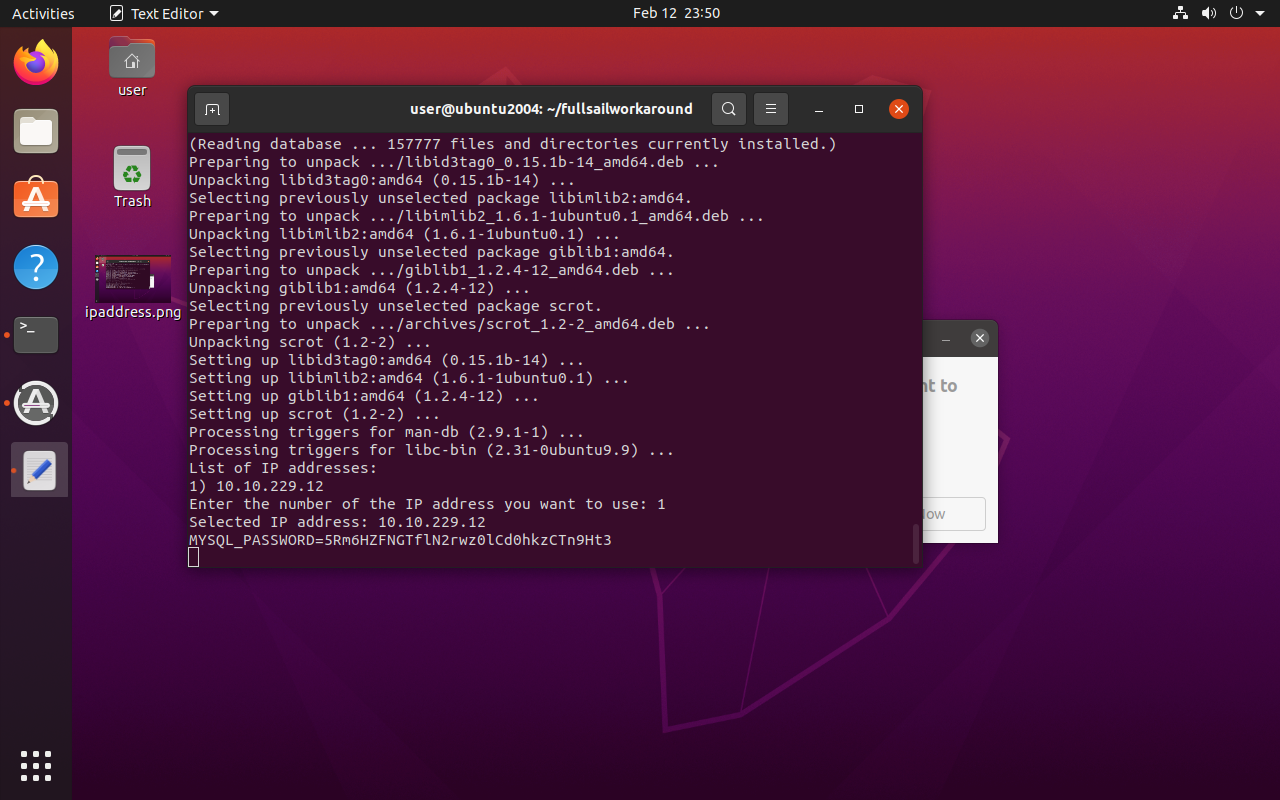 Activities
Text Editor
Feb 12 23:50
user
Trash
ipaddress.png
user@ubuntu2004: ~/fullsailworkaround
(Reading database ... 157777 files and directories currently installed.)
Preparing to unpack .../libid3tag0_0.15.1b-14_amd64.deb ...
Unpacking libid3tag0:amd64 (0.15.1b-14) ...
Selecting previously unselected package libimlib2:amd64.
Preparing to unpack .../libimlib2_1.6.1-1ubuntu0.1_amd64.deb ...
Unpacking libimlib2:amd64 (1.6.1-1ubuntu0.1) ...
Selecting previously unselected package giblib1:amd64.
Preparing to unpack .../giblib1_1.2.4-12_amd64.deb ...
Unpacking giblib1:amd64 (1.2.4-12) ...
Selecting previously unselected package scrot.
Preparing to unpack .../archives/scrot_1.2-2_amd64.deb ...
Unpacking scrot (1.2-2) ...
Setting up libid3tag0:amd64 (0.15.1b-14) ...
Setting up libimlib2:amd64 (1.6.1-1ubuntu0.1) ...
Setting up giblib1:amd64 (1.2.4-12) ...
Setting up scrot (1.2-2) ...
Processing triggers for man-db (2.9.1-1) ...
Processing triggers for libc-bin (2.31-0ubuntu9.9) ...
List of IP addresses:
1) 10.10.229.12
Enter the number of the IP address you want to use: 1
Selected IP address: 10.10.229.12
MYSQL_PASSWORD=5Rm6HZFNGTflN2rwz0lCd0hkzCTn9Ht3
to